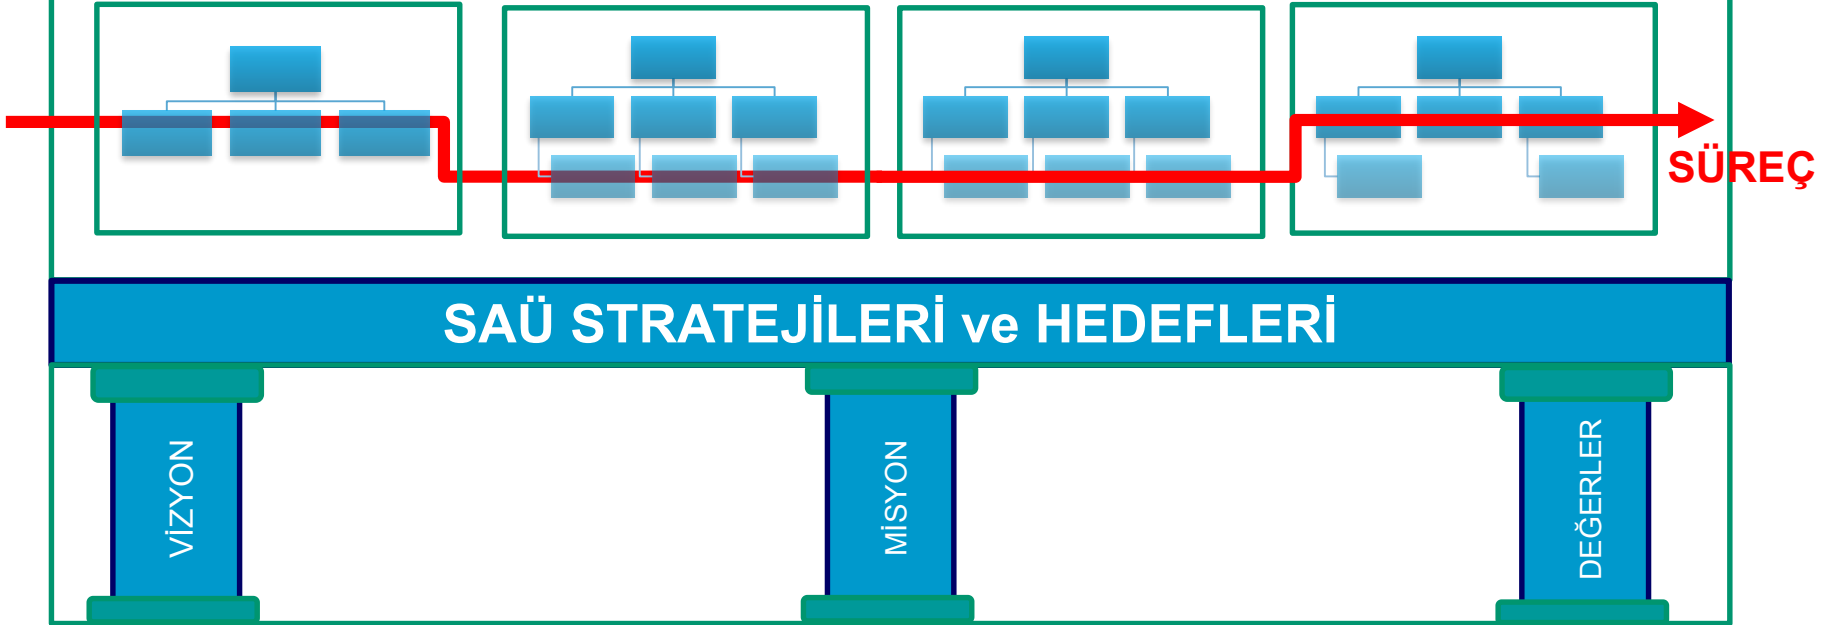 SÜREÇ
SAÜ STRATEJİLERİ ve HEDEFLERİ
VİZYON
MİSYON
DEĞERLER